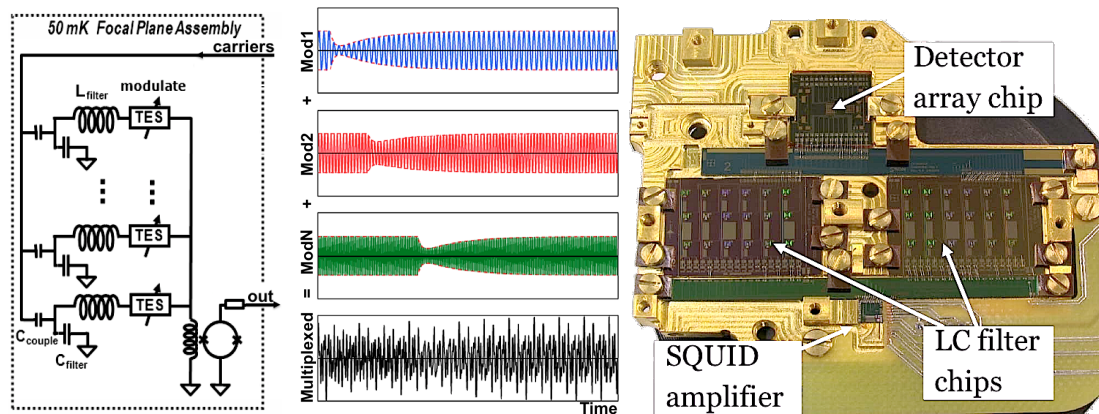 50 mK Focal Plane Assembly
carriers
modulate
Lfilter
TES
TES
TES
out
Ccouple
Cfilter
Mod1
+
Mod2
+
ModN
=
Multiplexed
Time
Detector
array chip
2
SQUID
amplifier
LC filter
chips